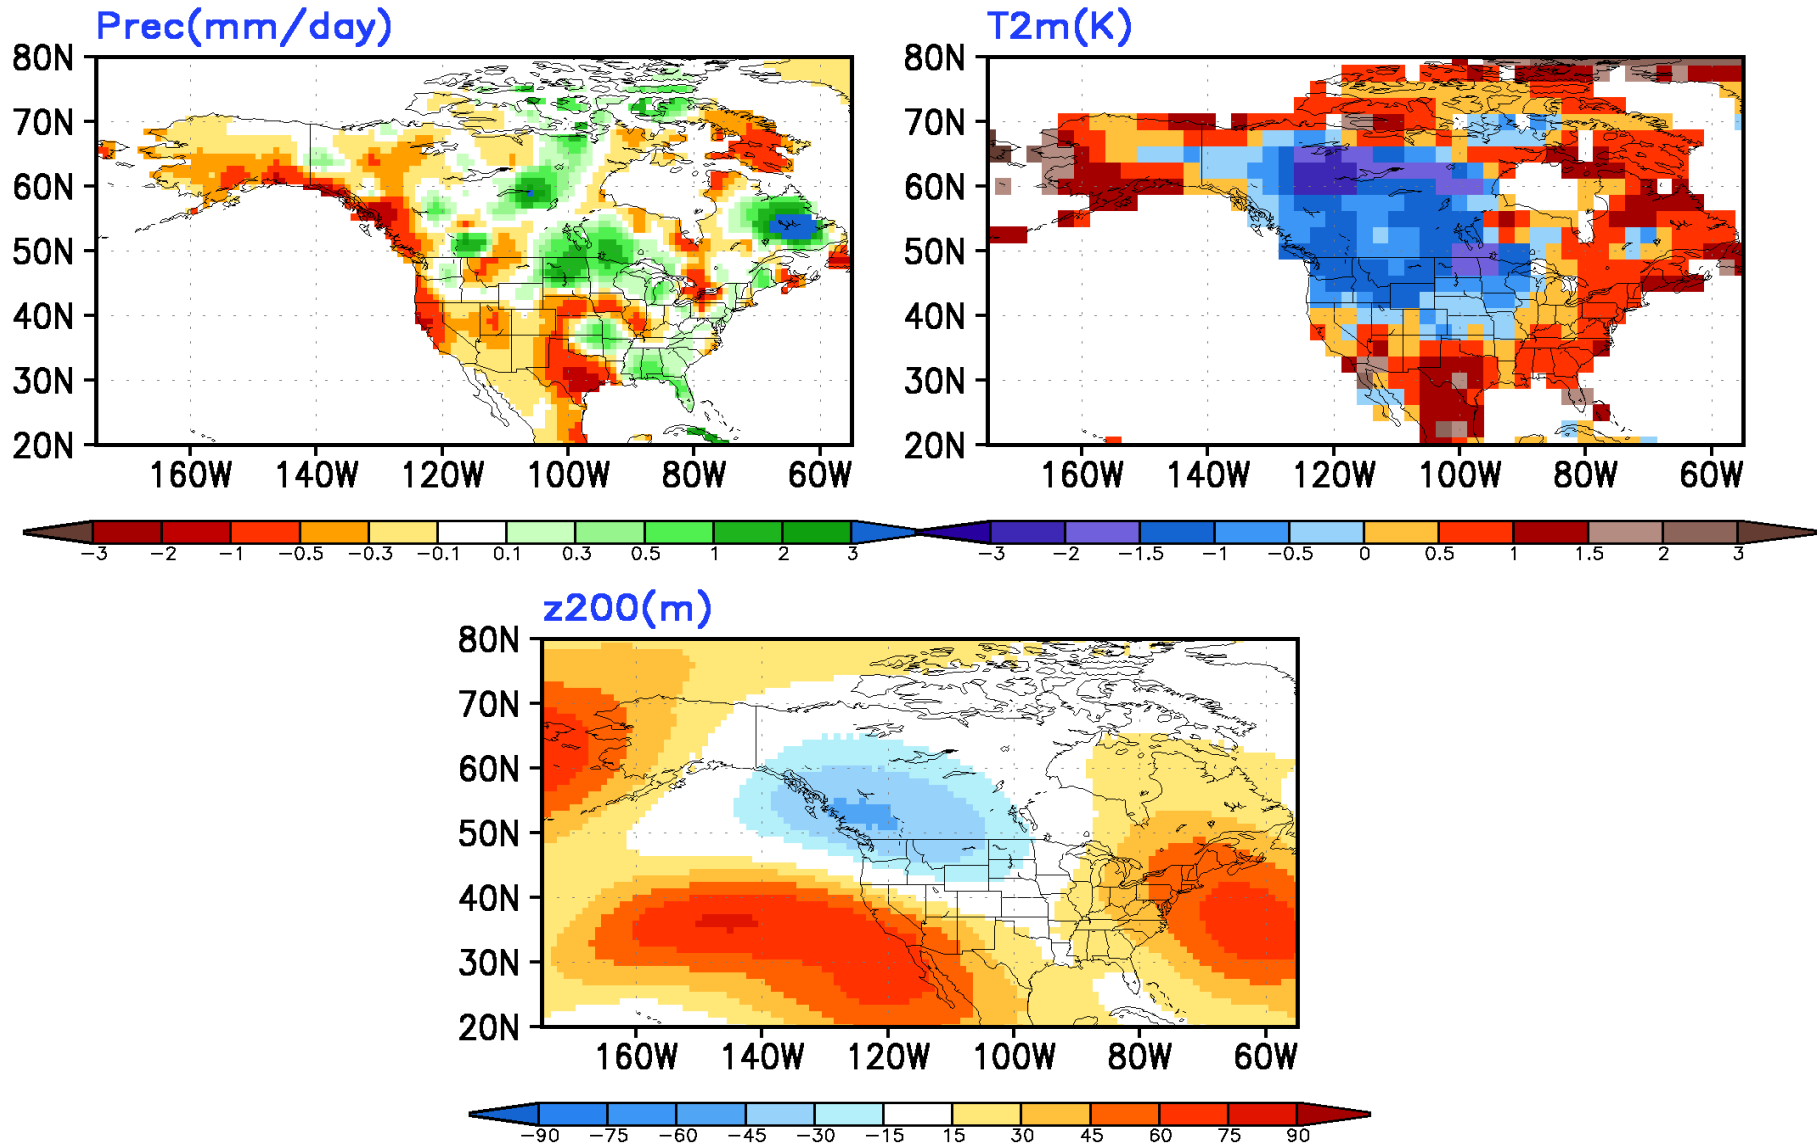 Prec(mm/day)
T2m(K)
80N
70N
60N
50N
40N
30N
20N
160W 140W 120W 100W 80W 60W
80N
70N
60N
50N
40N
30N
20N
160W 140W 120W 100W 80W 60W
−3 −2 −1 −0.5 −0.3 −0.1 0.1 0.3 0.5 1 2 3
−3 −2 −1.5 −1 −0.5 0 0.5 1 1.5 2 3
z200(m)
80N
70N
60N
50N
40N
30N
20N
160W 140W 120W 100W 80W 60W
−90 −75 −60 −45 −30 −15 15 30 45 60 75 90